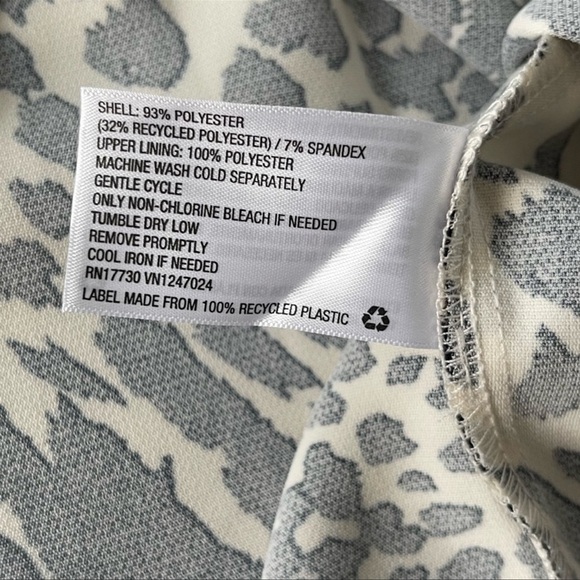 SHELL: 93% POLYESTER
(32% RECYCLED POLYESTER) / 7% SPANDEX
UPPER LINING: 100% POLYESTER
MACHINE WASH COLD SEPARATELY
GENTLE CYCLE
ONLY NON-CHLORINE BLEACH IF NEEDED
TUMBLE DRY LOW
REMOVE PROMPTLY
COOL IRON IF NEEDED
RN17730 VN1247024
LABEL MADE FROM 100% RECYCLED PLASTIC